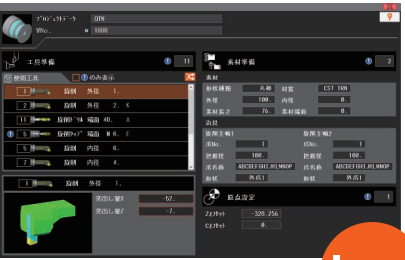 ﾌﾟﾛｼﾞｪｸﾄﾃﾞｰﾀ QTN
WNo. 1000
工具準備 11
使用工具 のみ表示
1 旋削 外径 1.
2 旋削 外径 2. K
11 旋削ﾄﾞﾘﾙ 端面 40. A
5 旋削ﾀｯﾌﾟ 端面 M 6. E
5 旋削 内径 6.
7 旋削 内径 4.
1 旋削 外径 1.
突出し量X -52.
突出し量Z -7.
素材準備 2
素材
形状種類 丸棒 材質 CST IRN
外径 100. 内径 0.
素材長さ 76. 素材端面 0.
治具
旋削主軸1 旋削主軸2
爪No. 1 爪No. 1
把握径 100. 把握径 100.
爪名称 ABCDEFGHIJKLMNOP 爪名称 ABCDEFGHIJKLMNOP
形状 外爪1 形状 外爪1
原点設定 1
Zｵﾌｾｯﾄ -328.256
Cｵﾌｾｯﾄ 0.